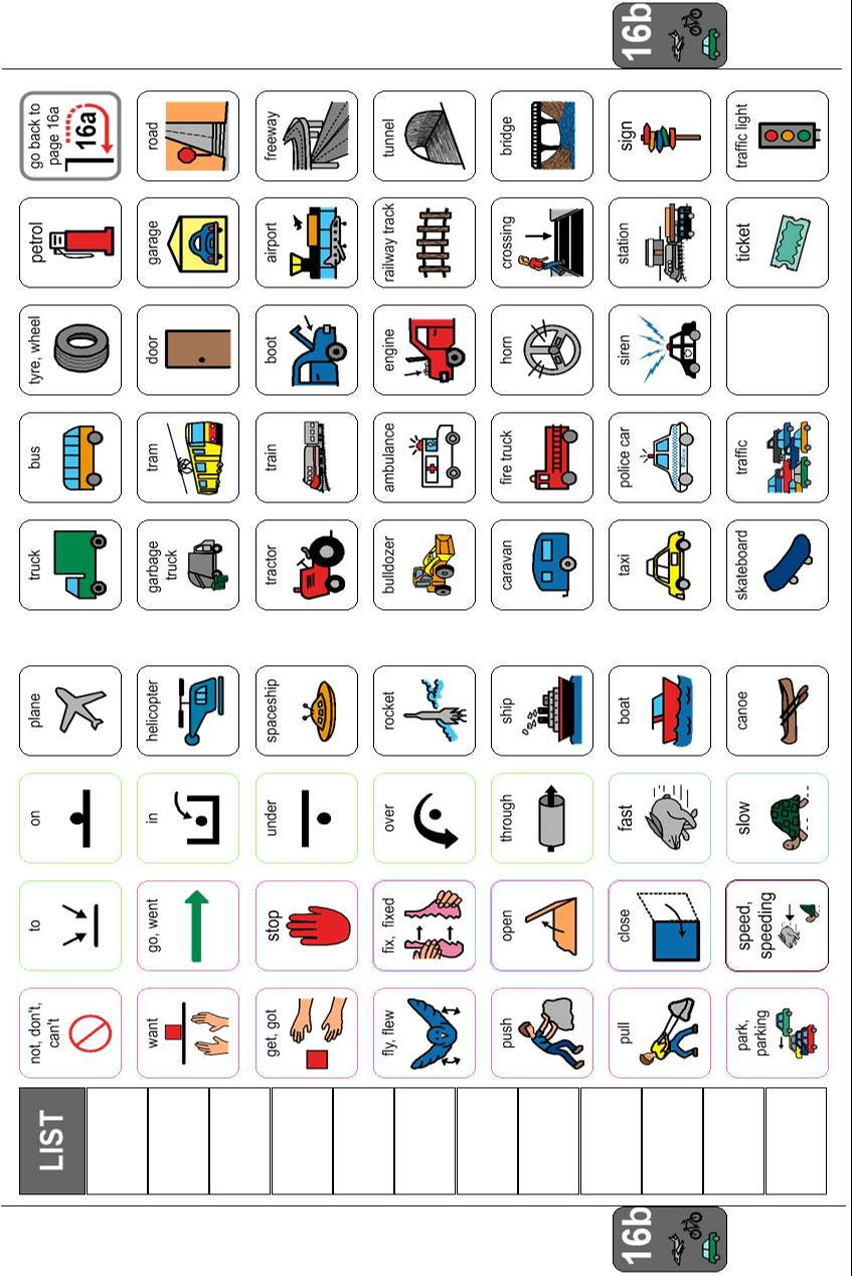 LIST
not, don't,
can't
to
on
plane
truck
bus
tyre, wheel
petrol
go back to
page 16a
16a
want
go, went
in
helicopter
garbage
truck
tram
door
garage
road
get, got
stop
under
spaceship
tractor
train
boot
airport
freeway
fly, flew
fix, fixed
over
rocket
bulldozer
ambulance
engine
railway track
tunnel
push
open
through
ship
caravan
fire truck
horn
crossing
bridge
16b
pull
close
fast
boat
taxi
police car
siren
station
sign
16b
park,
parking
speed,
speeding
slow
canoe
skateboard
traffic
ticket
traffic light